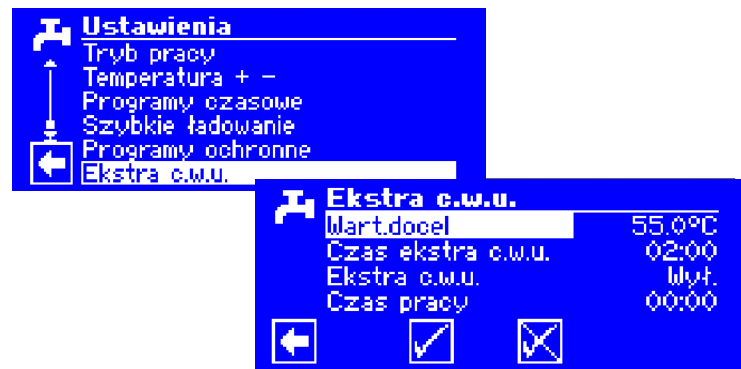 Ustawienia
Tryb pracy
Temperatura + -
Programy czasowe
Szybkie ładowanie
Programy ochronne
Ekstra c.w.u.
Ekstra c.w.u.
Wart.docel 55.0°C
Czas ekstra c.w.u. 02:00
Ekstra c.w.u. Wył.
Czas pracy 00:00